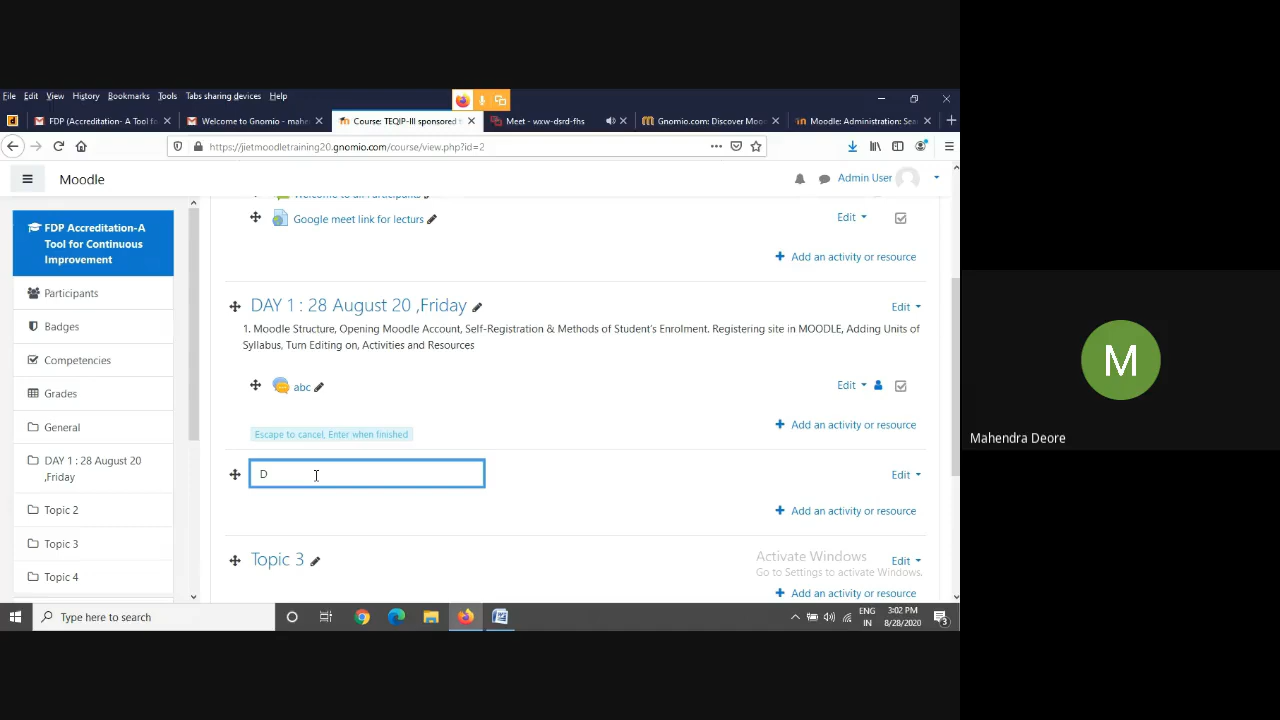 File Edit View History Bookmarks Tools Tabs sharing devices Help
FDP (Accreditation- A Tool fo
Welcome to Gnomio - mahe
Course: TEQIP-III sponsored
Meet - wxw-dsrd-fhs
Gnomio.com: Discover Moo
Moodle: Administration: Sea
https://jietmoodletraining20.gnomio.com/course/view.php?id=2
Moodle
Admin User
FDP Accreditation-A
Tool for Continuous
Improvement
Participants
Badges
Competencies
Grades
General
DAY 1 : 28 August 20
,Friday
Topic 2
Topic 3
Topic 4
Welcome to all Participants
Google meet link for lecturs
Edit
+ Add an activity or resource
DAY 1 : 28 August 20 ,Friday
Edit
1. Moodle Structure, Opening Moodle Account, Self-Registration & Methods of Student's Enrolment. Registering site in MOODLE, Adding Units of
Syllabus, Turn Editing on, Activities and Resources
abc
Edit
+ Add an activity or resource
Escape to cancel, Enter when finished
D
Edit
+ Add an activity or resource
Topic 3
Edit
+ Add an activity or resource
Activate Windows
Go to Settings to activate Windows.
Type here to search
ENG
IN
3:02 PM
8/28/2020
3
M
Mahendra Deore